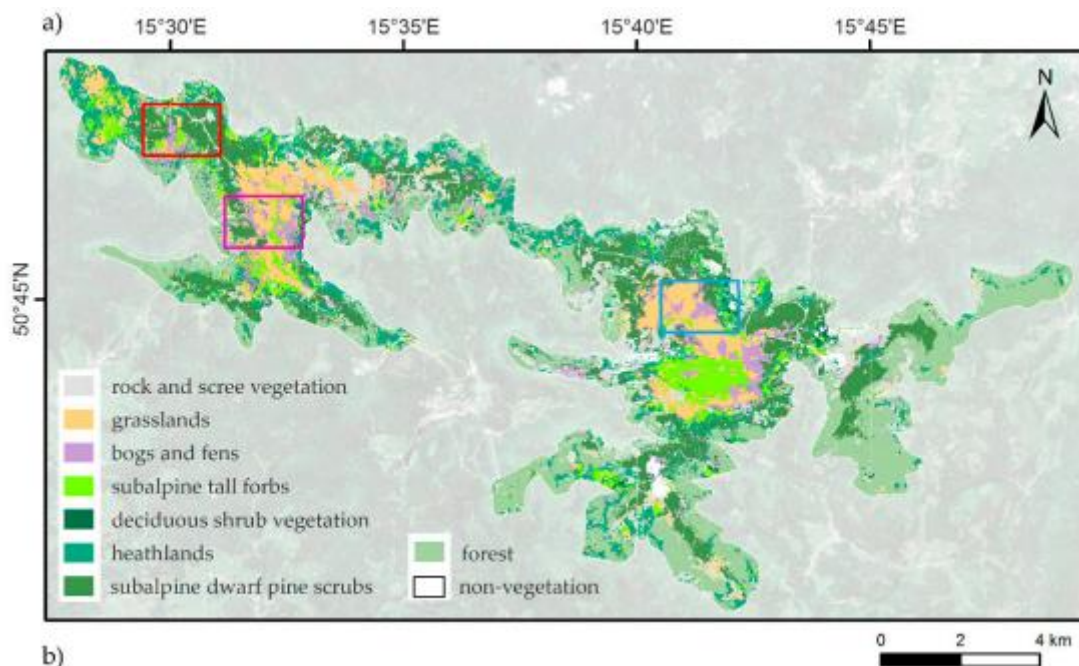 a)
15°30'E 15°35'E 15°40'E 15°45'E
N
50°45'N
rock and scree vegetation
grasslands
bogs and fens
subalpine tall forbs
deciduous shrub vegetation
heathlands
subalpine dwarf pine scrubs
forest
non-vegetation
b)
0 2 4 km